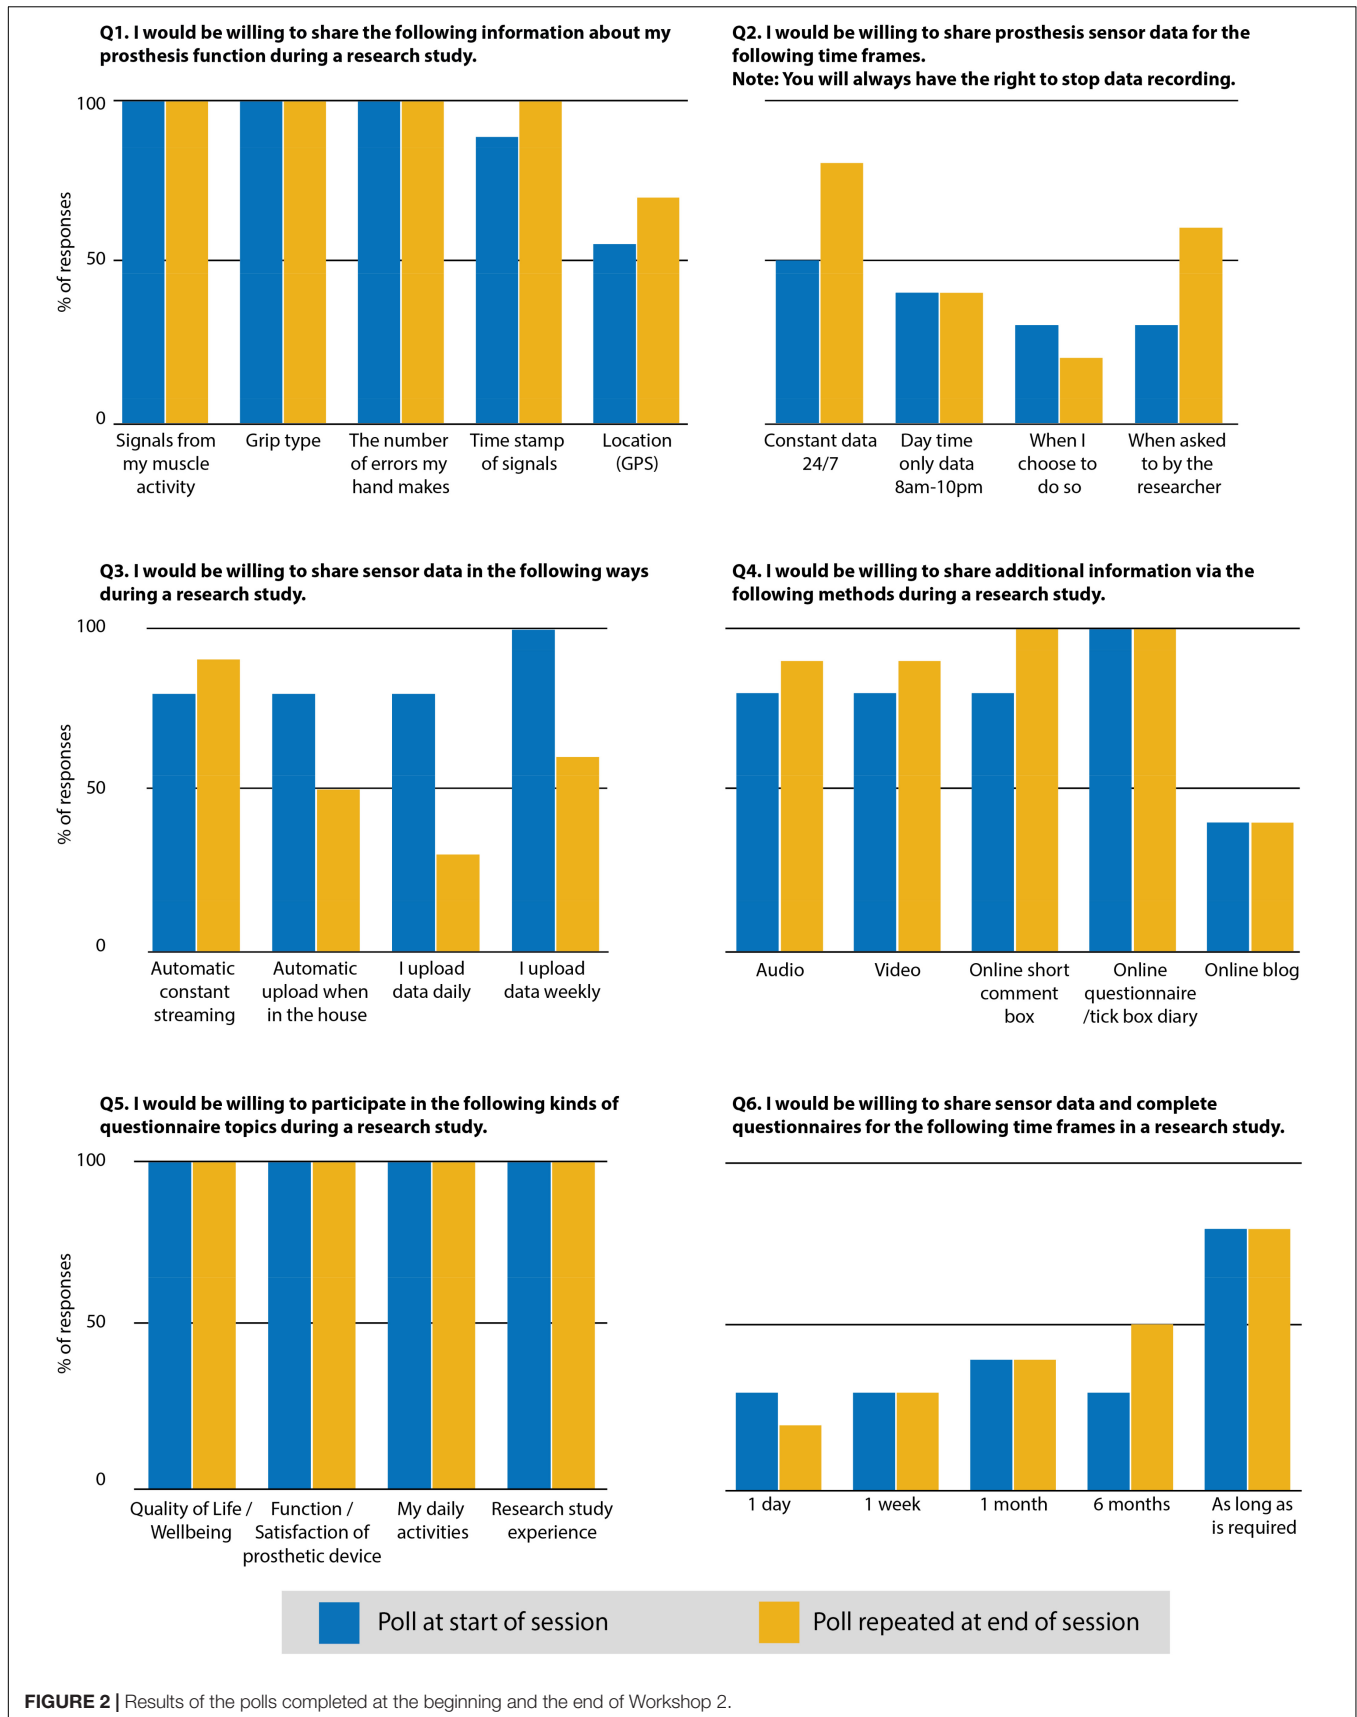 Q1. I would be willing to share the following information about my
prosthesis function during a research study.
100
50
0
% of responses
Signals from
my muscle
activity
Grip type
The number
of errors my
hand makes
Time stamp
of signals
Location
(GPS)
Q2. I would be willing to share prosthesis sensor data for the
following time frames.
Note: You will always have the right to stop data recording.
Constant data
24/7
Day time
only data
8am-10pm
When I
choose to
do so
When asked
to by the
researcher
Q3. I would be willing to share sensor data in the following ways
during a research study.
100
50
0
% of responses
Automatic
constant
streaming
Automatic
upload when
in the house
I upload
data daily
I upload
data weekly
Q4. I would be willing to share additional information via the
following methods during a research study.
Audio
Video
Online short
comment
box
Online
questionnaire
/tick box diary
Online blog
Q5. I would be willing to participate in the following kinds of
questionnaire topics during a research study.
100
50
0
% of responses
Quality of Life /
Wellbeing
Function /
Satisfaction of
prosthetic device
My daily
activities
Research study
experience
Q6. I would be willing to share sensor data and complete
questionnaires for the following time frames in a research study.
1 day
1 week
1 month
6 months
As long as
is required
Poll at start of session
Poll repeated at end of session
FIGURE 2 | Results of the polls completed at the beginning and the end of Workshop 2.